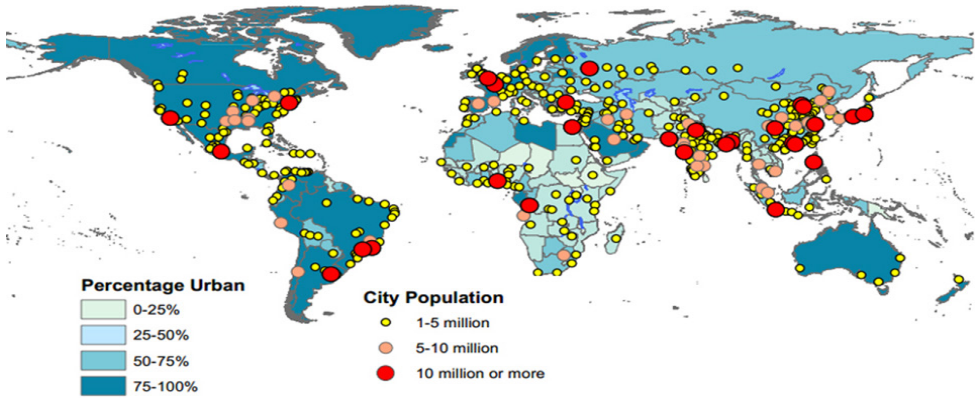 Percentage Urban
0-25%
25-50%
50-75%
75-100%
City Population
1-5 million
5-10 million
10 million or more